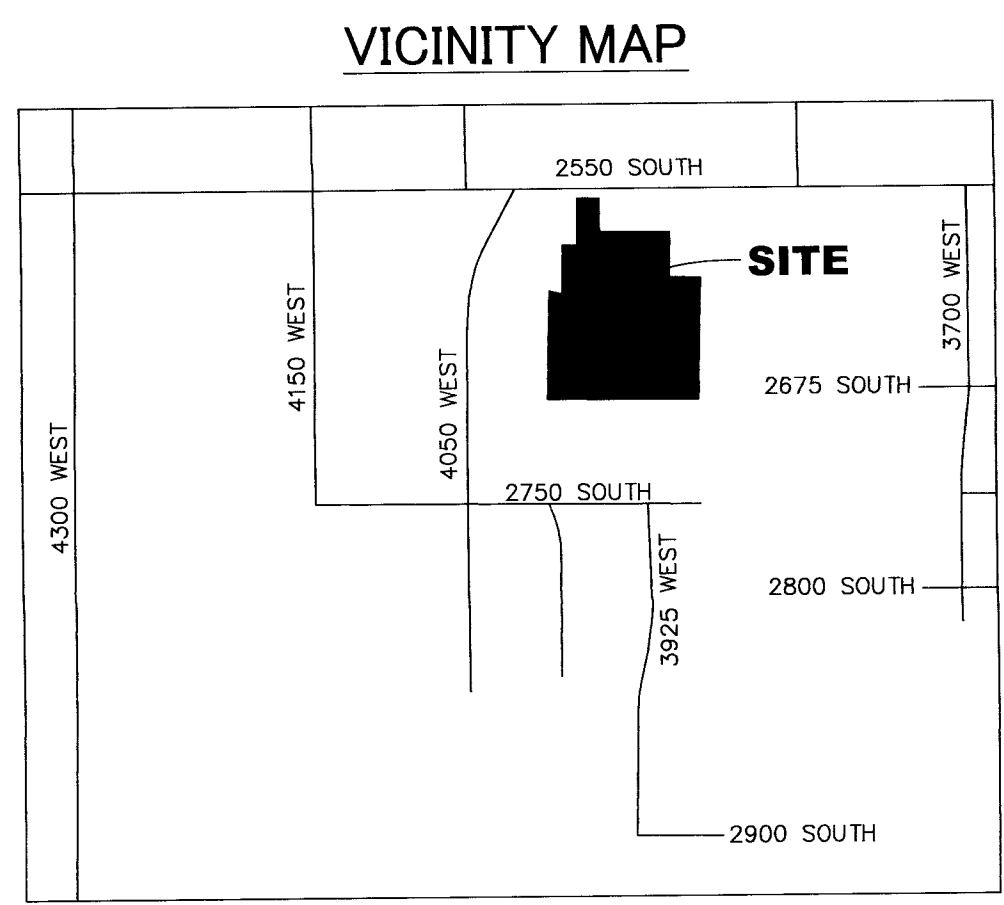 VICINITY MAP
2550 SOUTH
SITE
3700 WEST
4150 WEST
4050 WEST
2675 SOUTH
4300 WEST
2750 SOUTH
3925 WEST
2800 SOUTH
2900 SOUTH